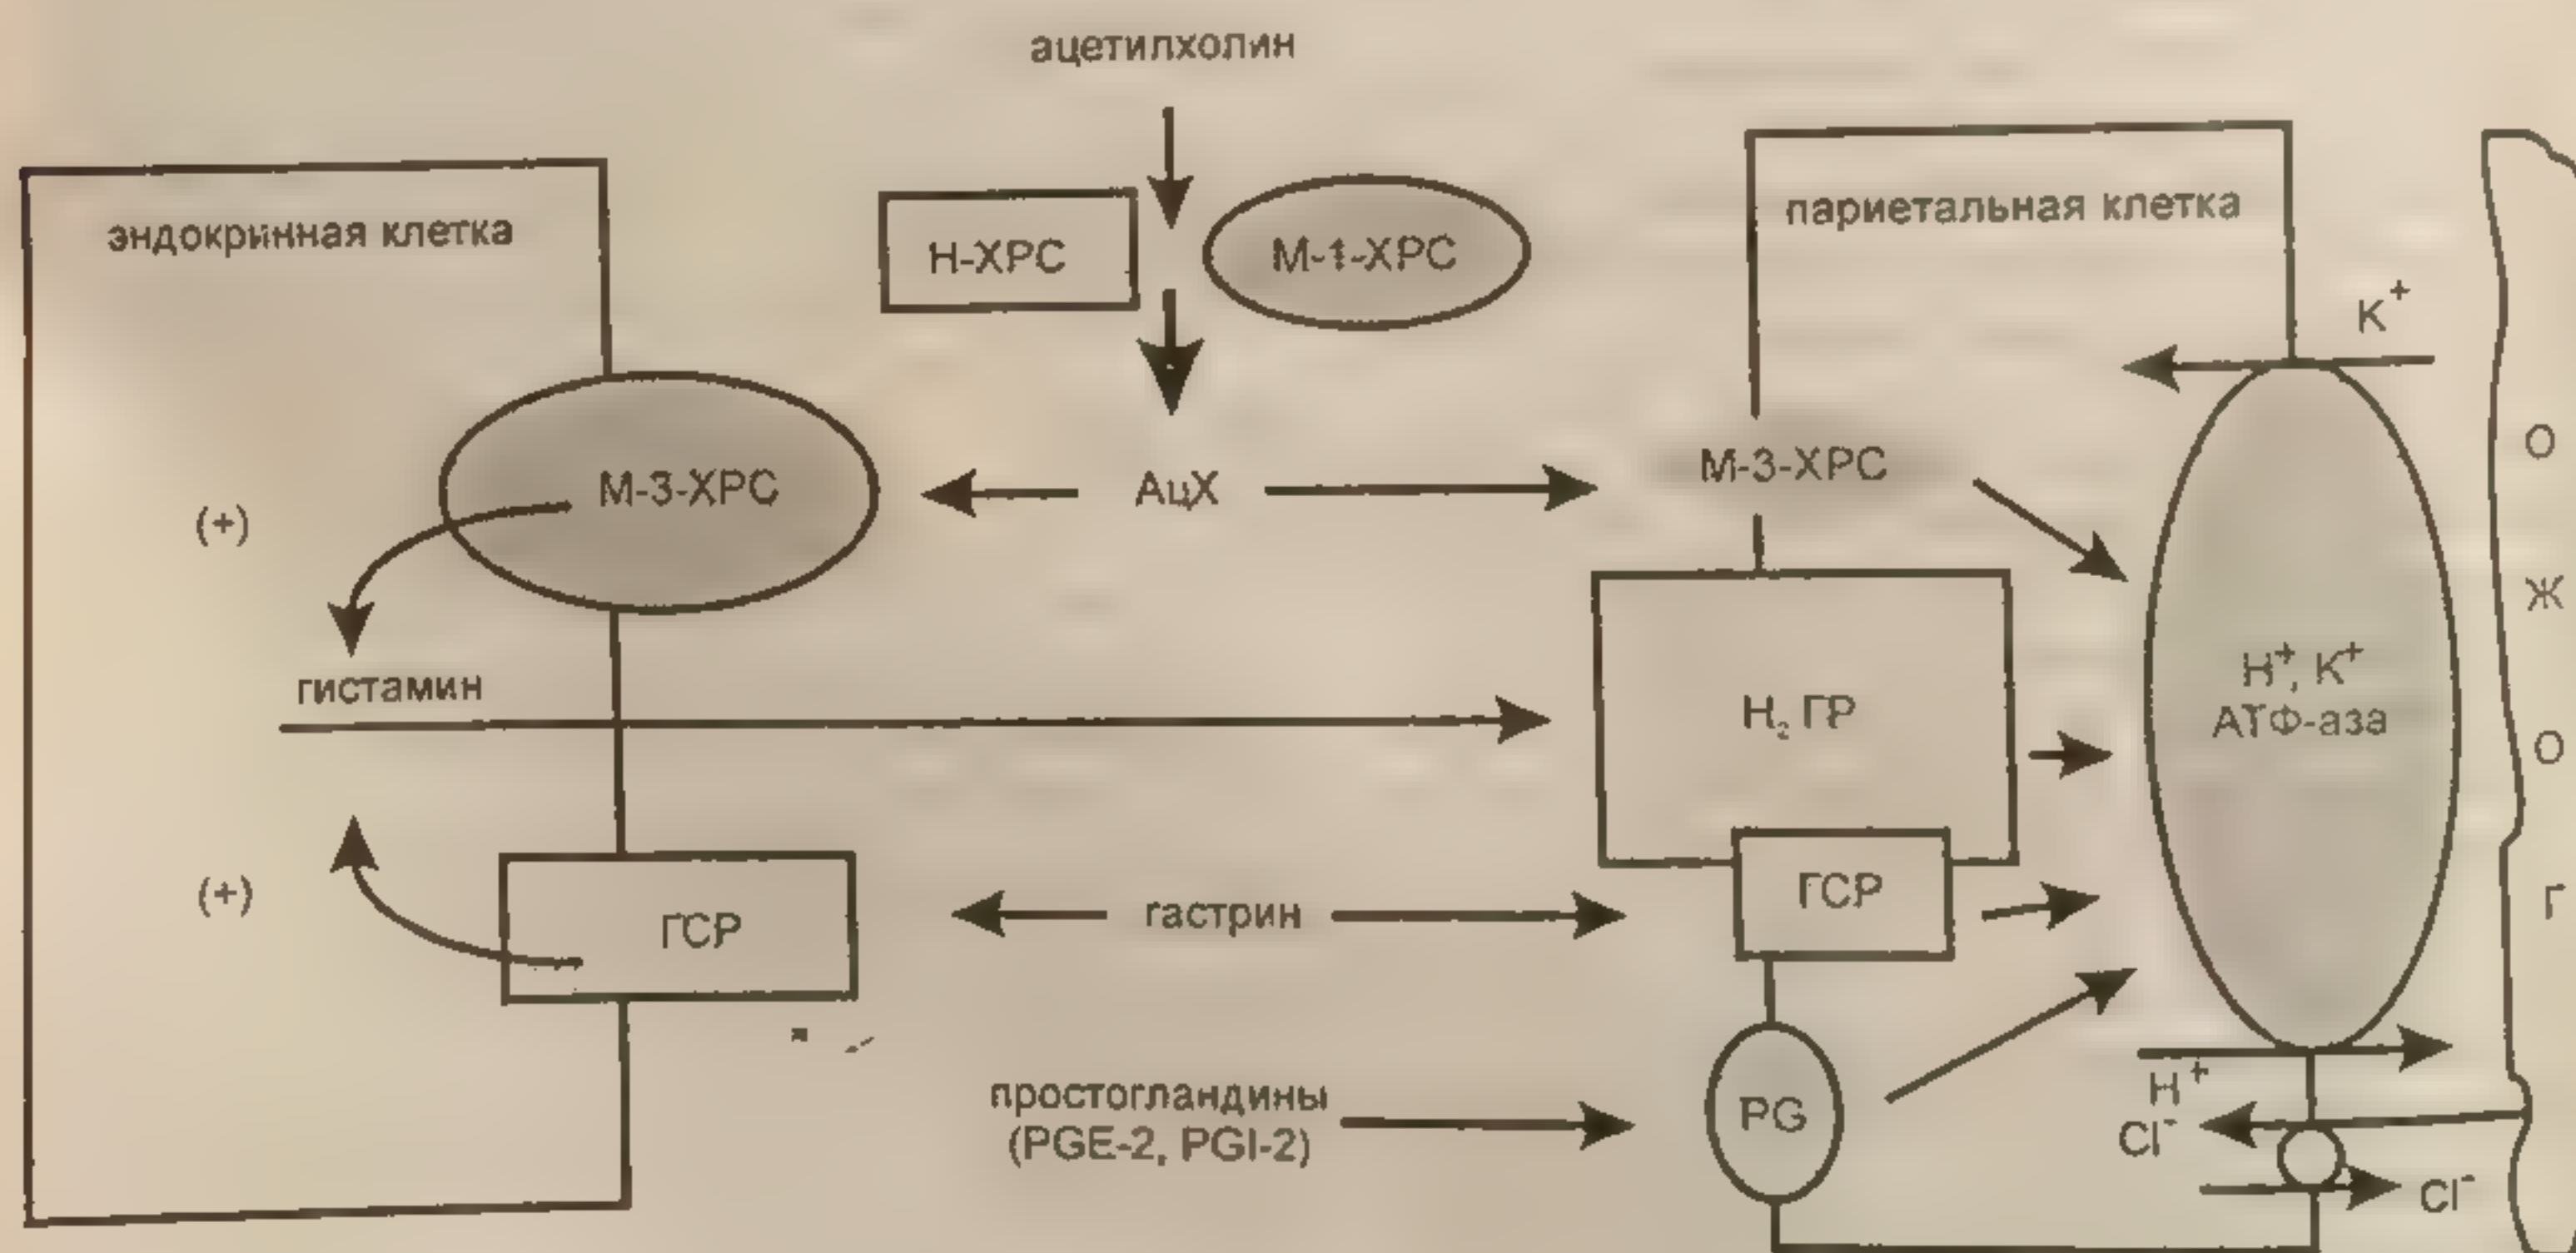 ацетилхолин
эндокринная клетка
Н-ХРС
М-1-ХРС
париетальная клетка
K⁺
М-3-ХРС
АцХ
М-3-ХРС
(+)
гистамин
H₂ ГР
H⁺, K⁺
АТФ-аза
О
Ж
О
Г
(+)
ГСР
гастрин
ГСР
простогландины
(PGE-2, PGI-2)
PG
H⁺
Cl⁻
Cl⁻